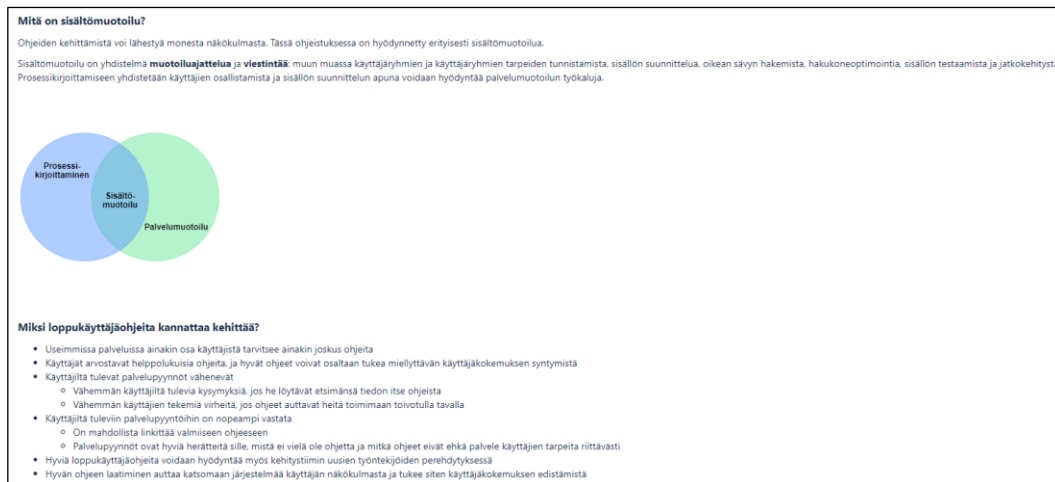 Mitä on sisältömuotoilu?
Ohjeiden kehittämistä voi lähestyä monesta näkökulmasta. Tässä ohjeistuksessa on hyödynnetty erityisesti sisältömuotoilua.
Sisältömuotoilu on yhdistelmä muotoiluajattelua ja viestintää: muun muassa käyttäjäryhmien ja käyttäjäryhmien tarpeiden tunnistamista, sisällön suunnittelua, oikean sävyn hakemista, hakukoneoptimointia, sisällön testaamista ja jatkokehitystä
Prosessikirjoittamiseen yhdistetään käyttäjien osallistamista ja sisällön suunnittelun apuna voidaan hyödyntää palvelumuotoilun työkaluja.
Prosessi-
kirjoittaminen
Sisältö-
muotoilu
Palvelumuotoilu
Miksi loppukäyttäjäohjeita kannattaa kehittää?
• Useimmissa palveluissa ainakin osa käyttäjistä tarvitsee ainakin joskus ohjeita
• Käyttäjät arvostavat helppolukuisia ohjeita, ja hyvät ohjeet voivat osaltaan tukea miellyttävän käyttäjäkokemuksen syntymistä
• Käyttäjiltä tulevat palvelupyynnöt vähenevät
◦ Vähemmän käyttäjiltä tulevia kysymyksiä, jos he löytävät etsimänsä tiedon itse ohjeista
◦ Vähemmän käyttäjien tekemiä virheitä, jos ohjeet auttavat heitä toimimaan toivotulla tavalla
• Käyttäjiltä tuleviin palvelupyyntöihin on nopeampi vastata
◦ On mahdollista linkittää valmiiseen ohjeeseen
◦ Palvelupyynnöt ovat hyviä herätteitä sille, mistä ei vielä ole ohjetta ja mitkä ohjeet eivät ehkä palvele käyttäjien tarpeita riittävästi
• Hyviä loppukäyttäjäohjeita voidaan hyödyntää myös kehitystiimin uusien työntekijöiden perehdytyksessä
• Hyvän ohjeen laatiminen auttaa katsomaan järjestelmää käyttäjän näkökulmasta ja tukee siten käyttäjäkokemuksen edistämistä